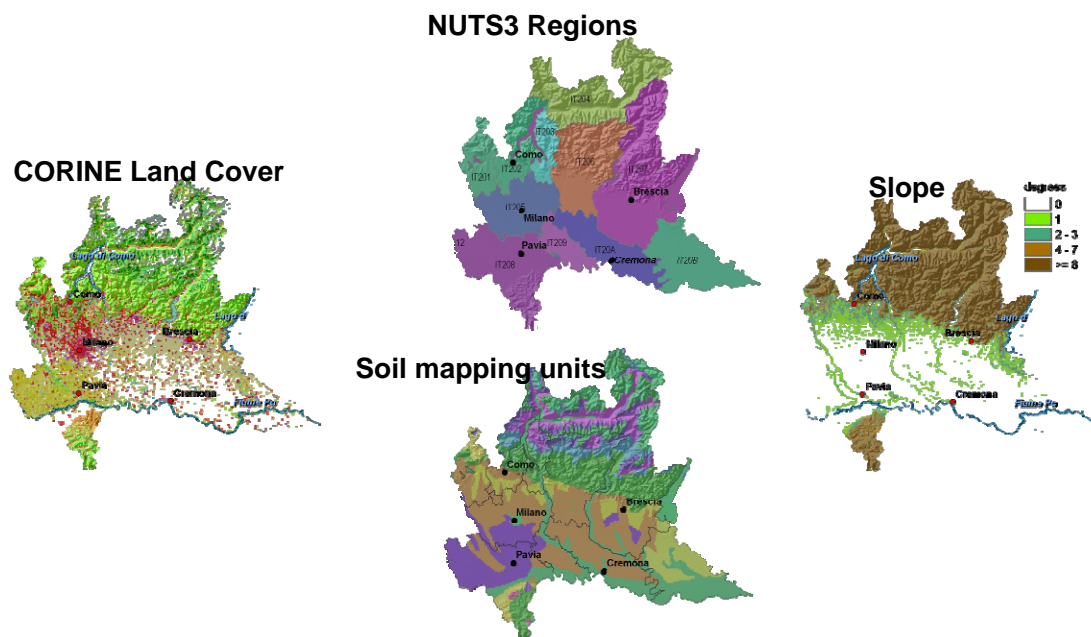 NUTS3 Regions
IT204
IT203
Como
IT202
IT201
IT206
IT207
Brescia
IT205
Milano
Pavia
IT209
12
IT208
IT20A
Cremona
IT20B
CORINE Land Cover
Lago di Como
Como
Lago d
Brescia
Milano
Pavia
Cremona
Fiume Po
Slope
degrees
0
1
2 - 3
4 - 7
>= 8
Lago di Como
Como
Lago d
Brescia
Milano
Pavia
Cremona
Fiume Po
Soil mapping units
Como
Brescia
Milano
Pavia
Cremona